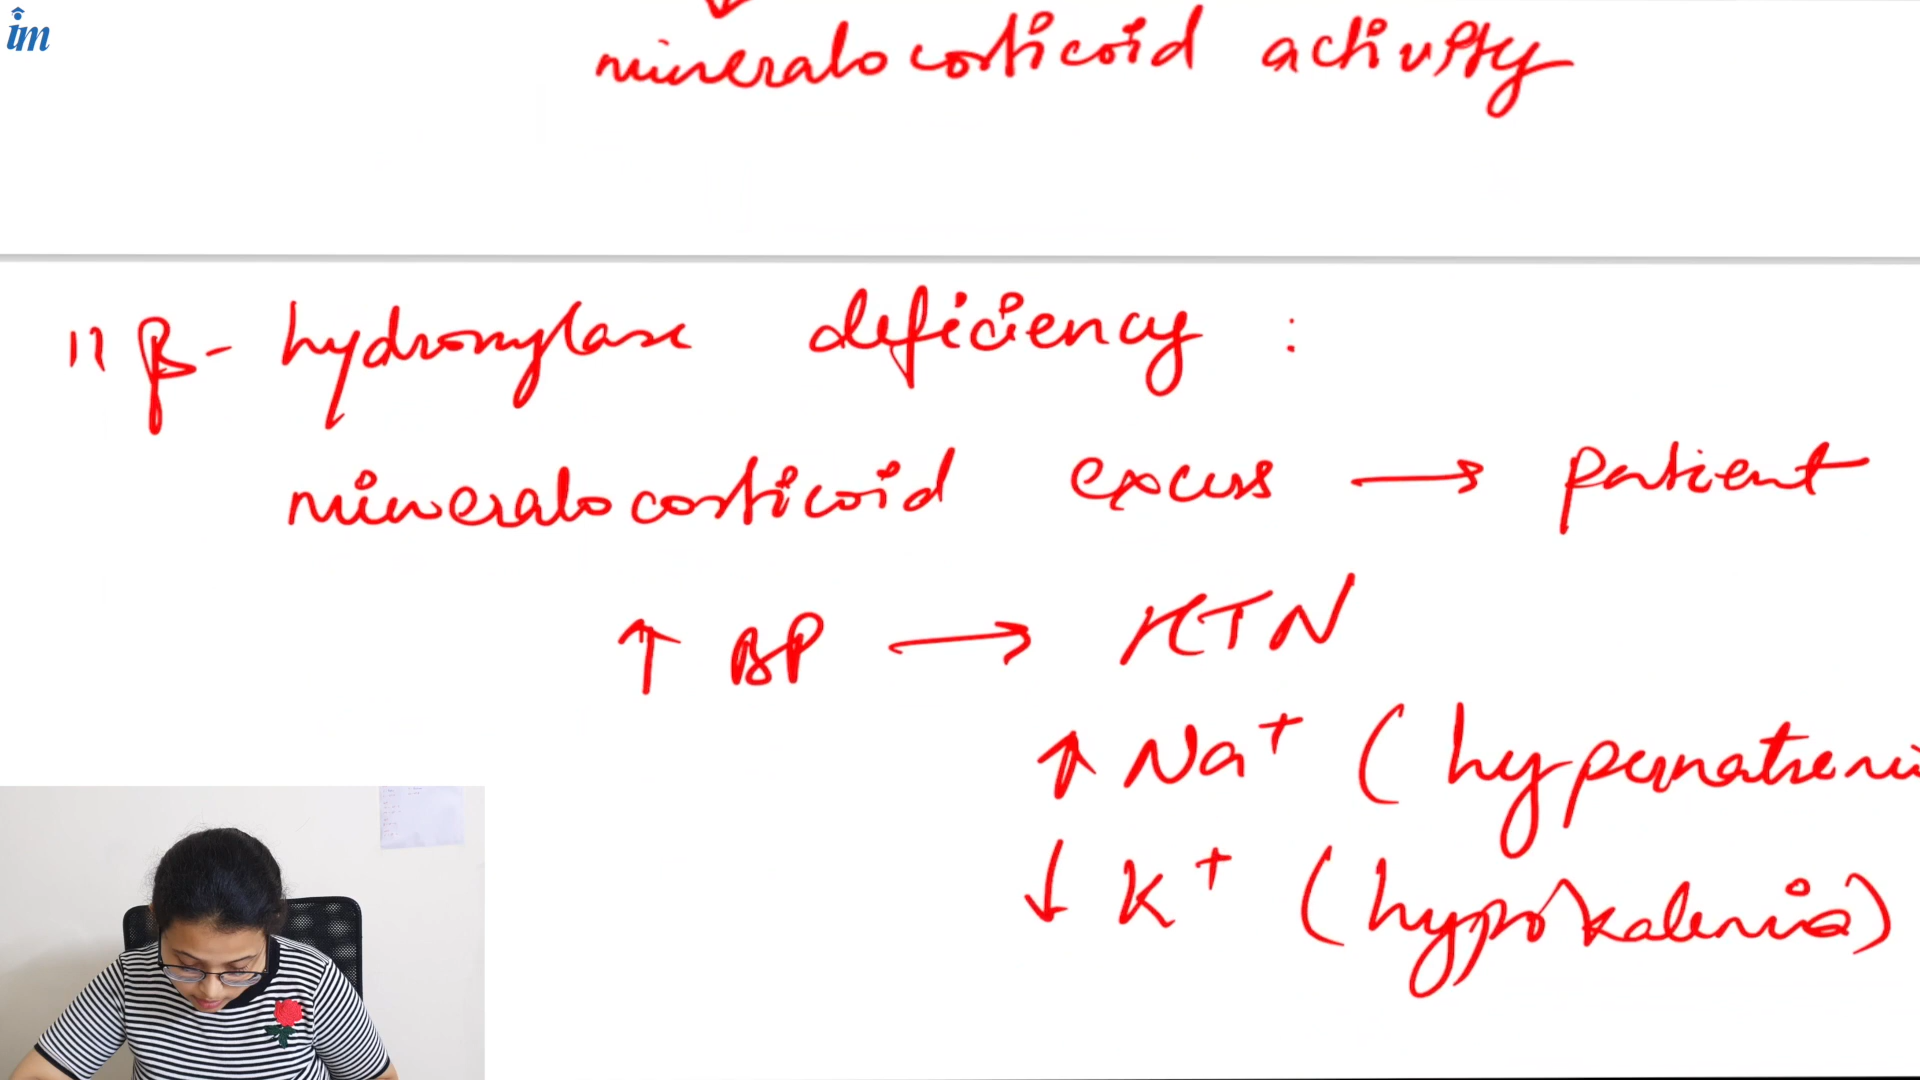 im
mineralocorticoid activity
11 β- hydroxylase deficiency :
mineralocorticoid excess → patient
↑ BP → HTN
↑ Na⁺ (hypernatremia
↓ K⁺ (hypokalemia)